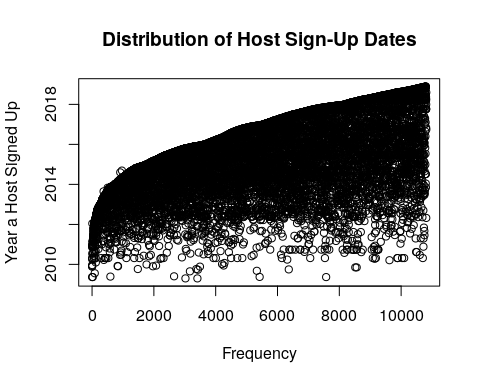 Distribution of Host Sign-Up Dates
Year a Host Signed Up
2018
2014
2010
0 2000 4000 6000 8000 10000
Frequency